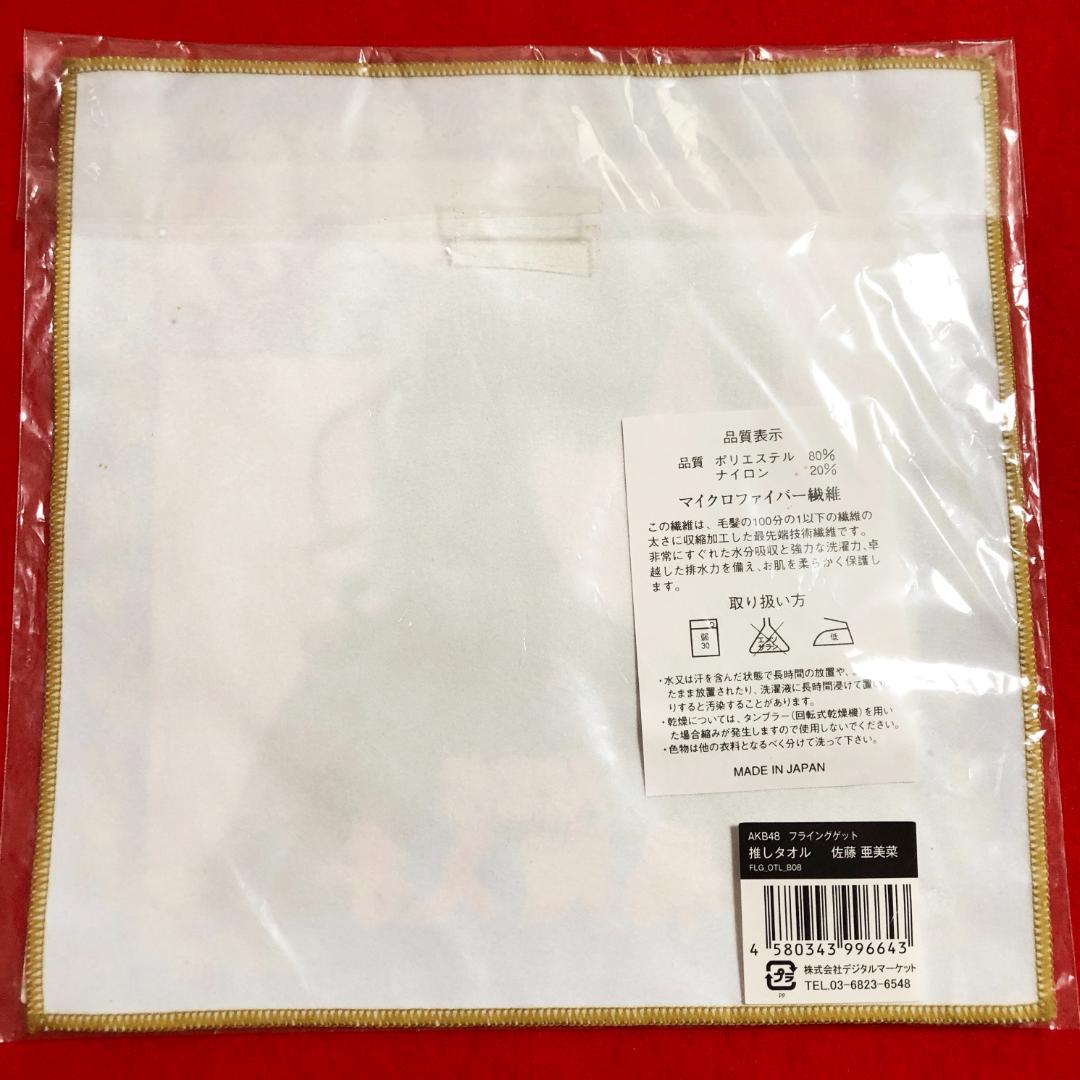 品質表示
品質 ポリエステル 80%
ナイロン 20%
マイクロファイバー繊維
この繊維は、毛髪の100分の1以下の繊維の
太さに収縮加工した最先端技術繊維です。
非常にすぐれた水分吸収と強力な洗濯力、卓
越した排水力を備え、お肌を柔らかく保護し
ます。
取り扱い方
弱
30
エンソ
サラシ
低
・水又は汗を含んだ状態で長時間の放置や、
たまま放置されたり、洗濯液に長時間浸けて置い
りすると汚染することがあります。
・乾燥については、タンブラー(回転式乾燥機)を用い
た場合縮みが発生しますので使用しないでください。
・色物は他の衣料となるべく分けて洗って下さい。
MADE IN JAPAN
AKB48 フライングゲット
推しタオル 佐藤 亜美菜
FLG_OTL_B08
4 580343 996643
プラ
PP
株式会社デジタルマーケット
TEL.03-6823-6548